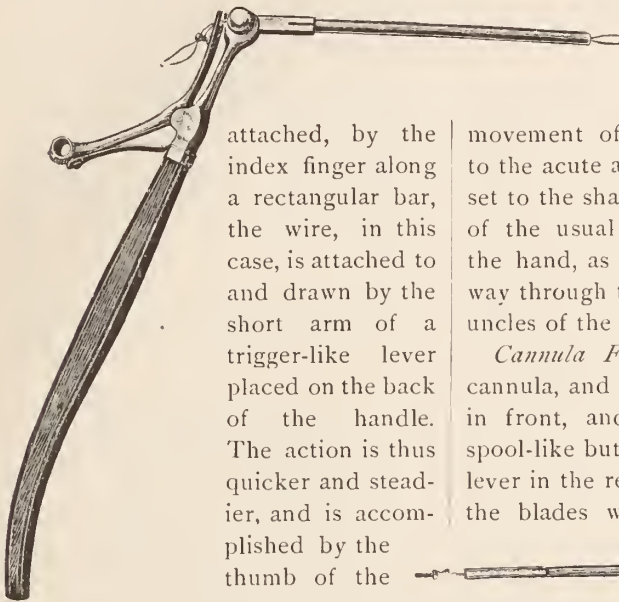 attached, by the
index finger along
a rectangular bar,
the wire, in this
case, is attached to
and drawn by the
short arm of a
trigger-like lever
placed on the back
of the handle.
The action is thus
quicker and stead-
ier, and is accom-
plished by the
thumb of the
movement of
to the acute
set to the
of the usual
the hand, as
way through
uncles of the
Cannula
cannula, and
in front, and
spool-like
lever in the
the blades